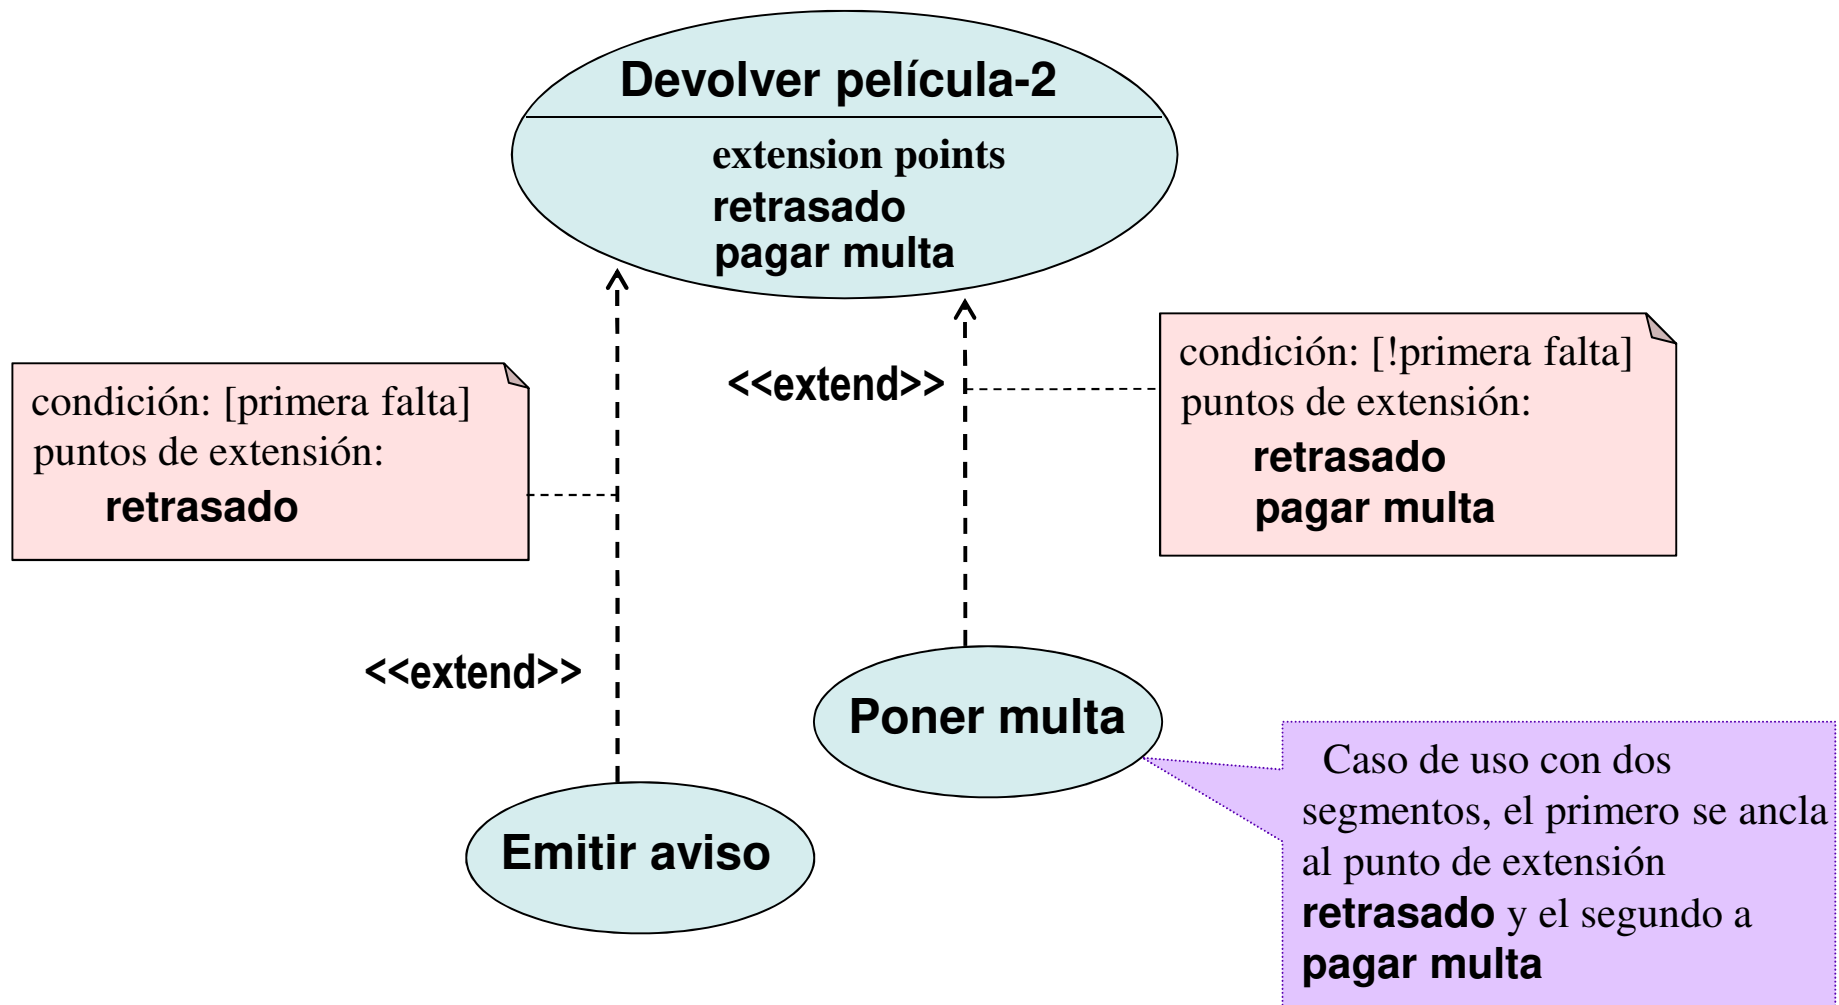 Devolver película-2
extension points
retrasado
pagar multa
condición: [primera falta]
puntos de extensión:
retrasado
<<extend>>
condición: [!primera falta]
puntos de extensión:
retrasado
pagar multa
<<extend>>
Poner multa
Emitir aviso
Caso de uso con dos
segmentos, el primero se ancla
al punto de extensión
retrasado y el segundo a
pagar multa